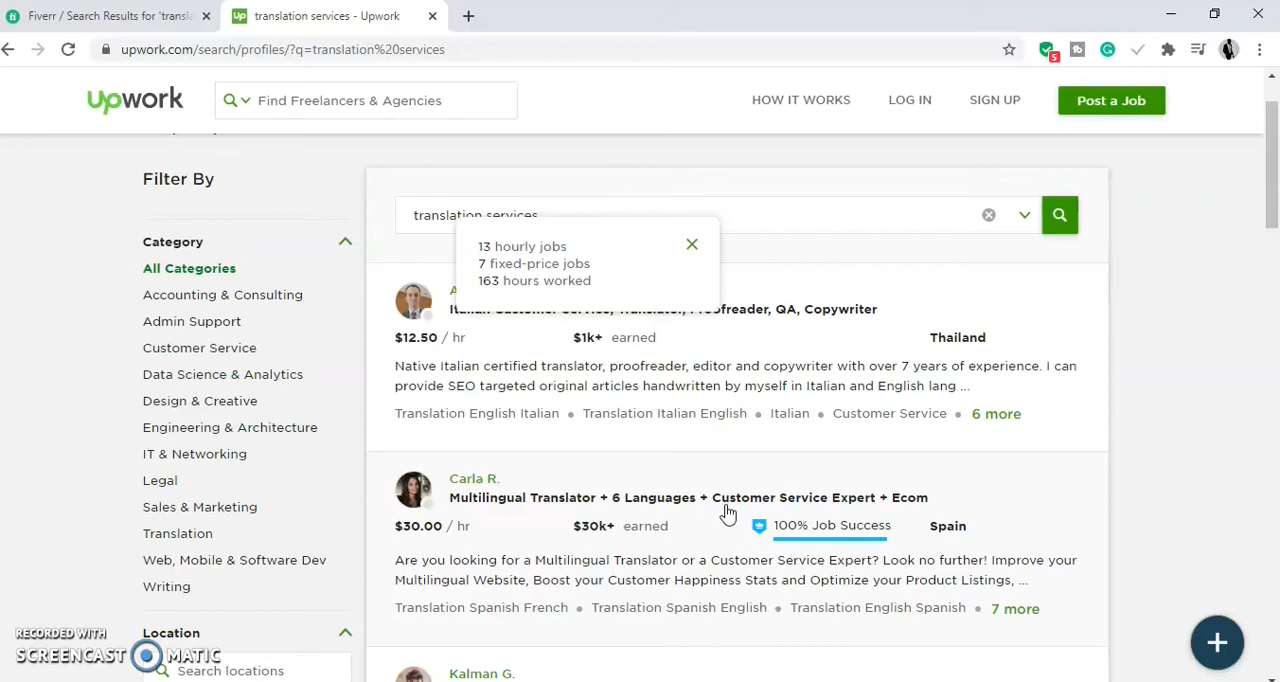 Fiverr / Search Results for 'transla
translation services - Upwork
upwork.com/search/profiles/?q=translation%20services
5
upwork
Find Freelancers & Agencies
HOW IT WORKS
LOG IN
SIGN UP
Post a Job
Filter By
Category
All Categories
Accounting & Consulting
Admin Support
Customer Service
Data Science & Analytics
Design & Creative
Engineering & Architecture
IT & Networking
Legal
Sales & Marketing
Translation
Web, Mobile & Software Dev
Writing
Location
Search locations
translation services
13 hourly jobs
7 fixed-price jobs
163 hours worked
Italian Customer Service, Translator, Proofreader, QA, Copywriter
$12.50 / hr
$1k+ earned
Thailand
Native Italian certified translator, proofreader, editor and copywriter with over 7 years of experience. I can
provide SEO targeted original articles handwritten by myself in Italian and English lang ...
Translation English Italian
Translation Italian English
Italian
Customer Service
6 more
Carla R.
Multilingual Translator + 6 Languages + Customer Service Expert + Ecom
$30.00 / hr
$30k+ earned
100% Job Success
Spain
Are you looking for a Multilingual Translator or a Customer Service Expert? Look no further! Improve your
Multilingual Website, Boost your Customer Happiness Stats and Optimize your Product Listings, ...
Translation Spanish French
Translation Spanish English
Translation English Spanish
7 more
Kalman G.
RECORDED WITH
SCREENCAST MATIC